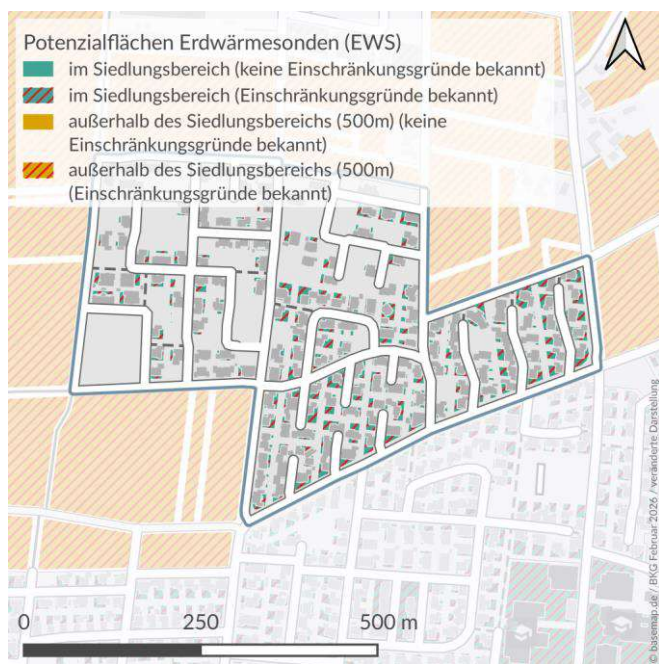 Potenzialflächen Erdwärmesonden (EWS)
im Siedlungsbereich (keine Einschränkungsgründe bekannt)
im Siedlungsbereich (Einschränkungsgründe bekannt)
außerhalb des Siedlungsbereichs (500m) (keine
Einschränkungsgründe bekannt)
außerhalb des Siedlungsbereichs (500m)
(Einschränkungsgründe bekannt)
0 250 500 m
© basemap.de / BKG Februar 2026 / veränderte Darstellung